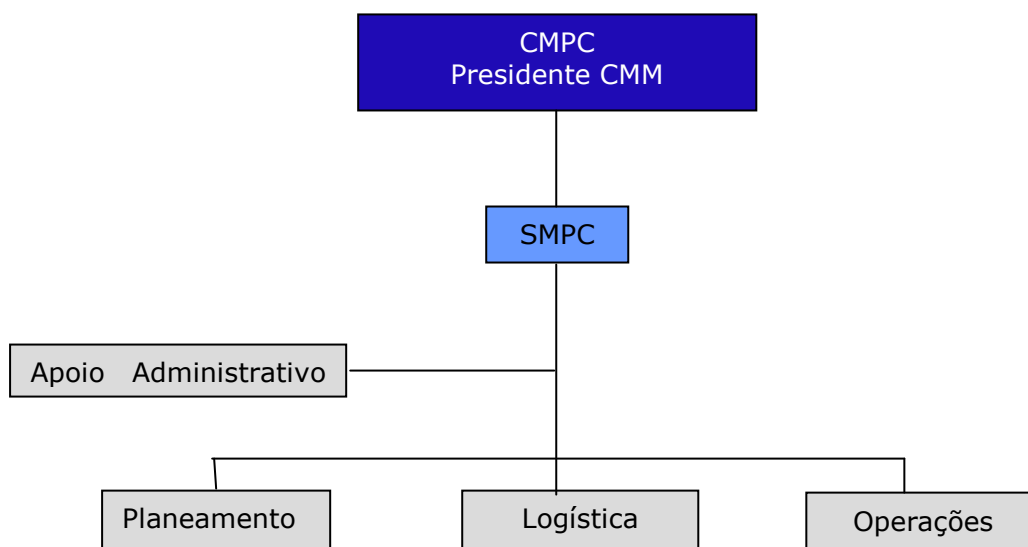 CMPC
Presidente CMM
SMPC
Apoio Administrativo
Planeamento
Logística
Operações